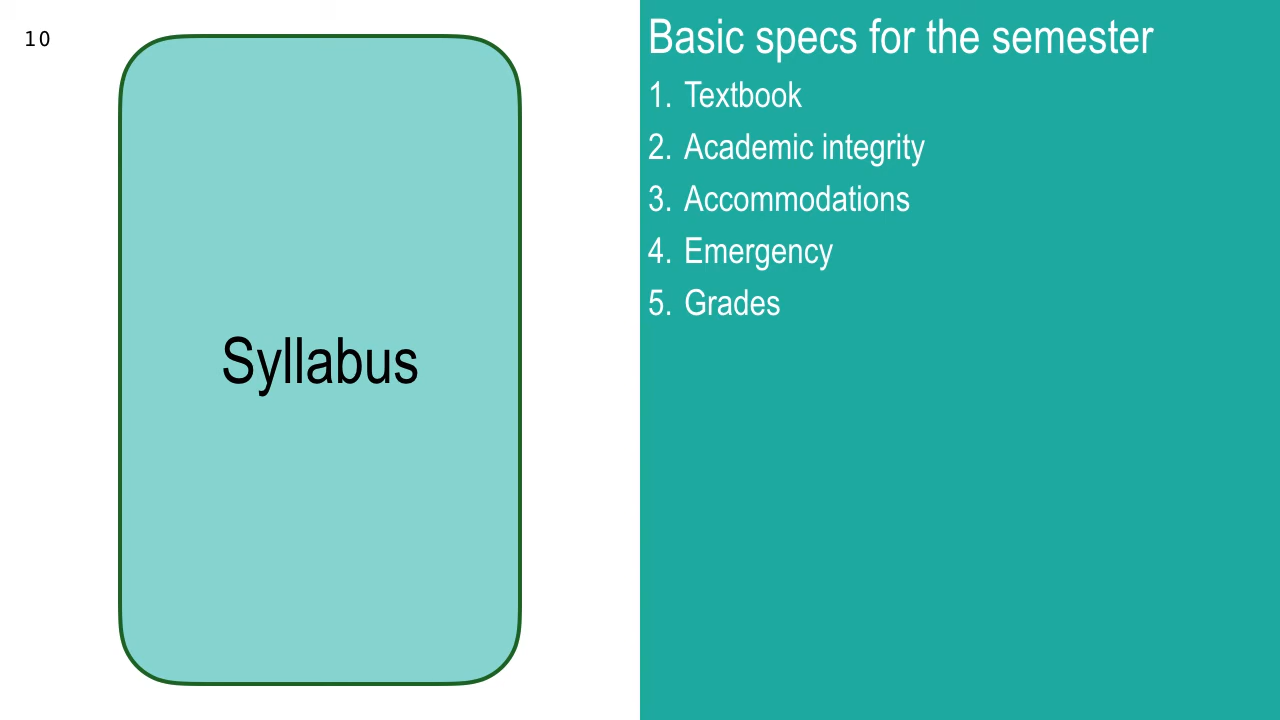 10
Syllabus
Basic specs for the semester
1. Textbook
2. Academic integrity
3. Accommodations
4. Emergency
5. Grades